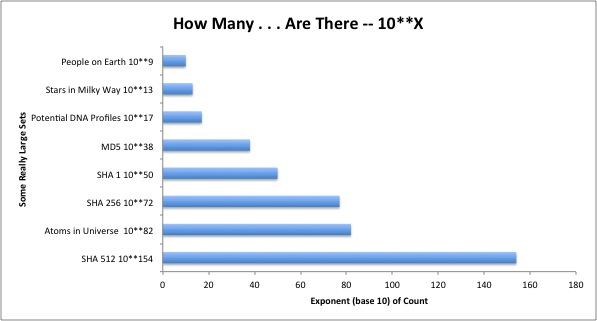 How Many . . . Are There -- 10**X
Some Really Large Sets
People on Earth 10**9
Stars in Milky Way 10**13
Potential DNA Profiles 10**17
MD5 10**38
SHA 1 10**50
SHA 256 10**72
Atoms in Universe 10**82
SHA 512 10**154
0 20 40 60 80 100 120 140 160 180
Exponent (base 10) of Count